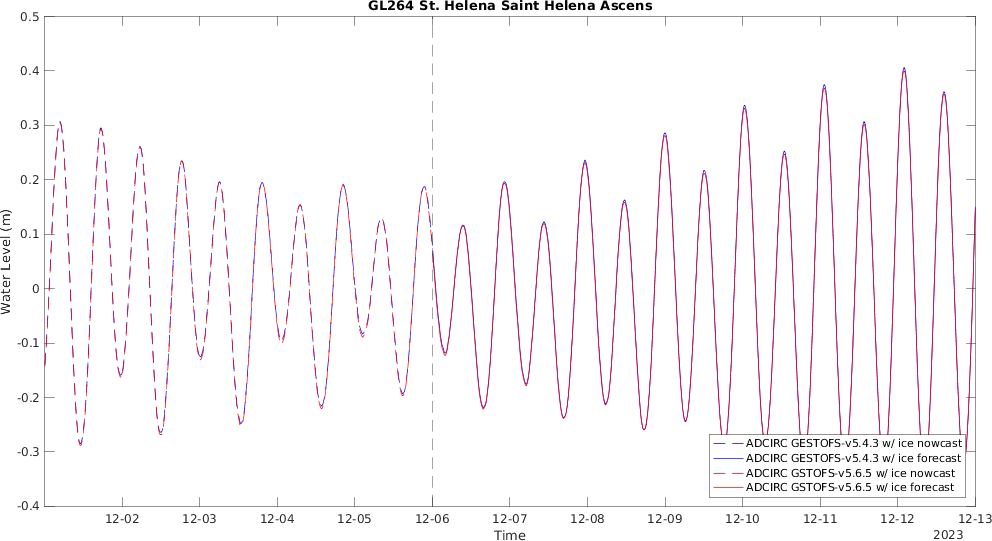 GL264 St. Helena Saint Helena Ascens
0.5
0.4
0.3
0.2
0.1
0
-0.1
-0.2
-0.3
-0.4
Water Level (m)
ADCIRC GESTOFS-v5.4.3 w/ ice nowcast
ADCIRC GESTOFS-v5.4.3 w/ ice forecast
ADCIRC GSTOFS-v5.6.5 w/ ice nowcast
ADCIRC GSTOFS-v5.6.5 w/ ice forecast
12-02 12-03 12-04 12-05 12-06 12-07 12-08 12-09 12-10 12-11 12-12 12-13
Time
2023